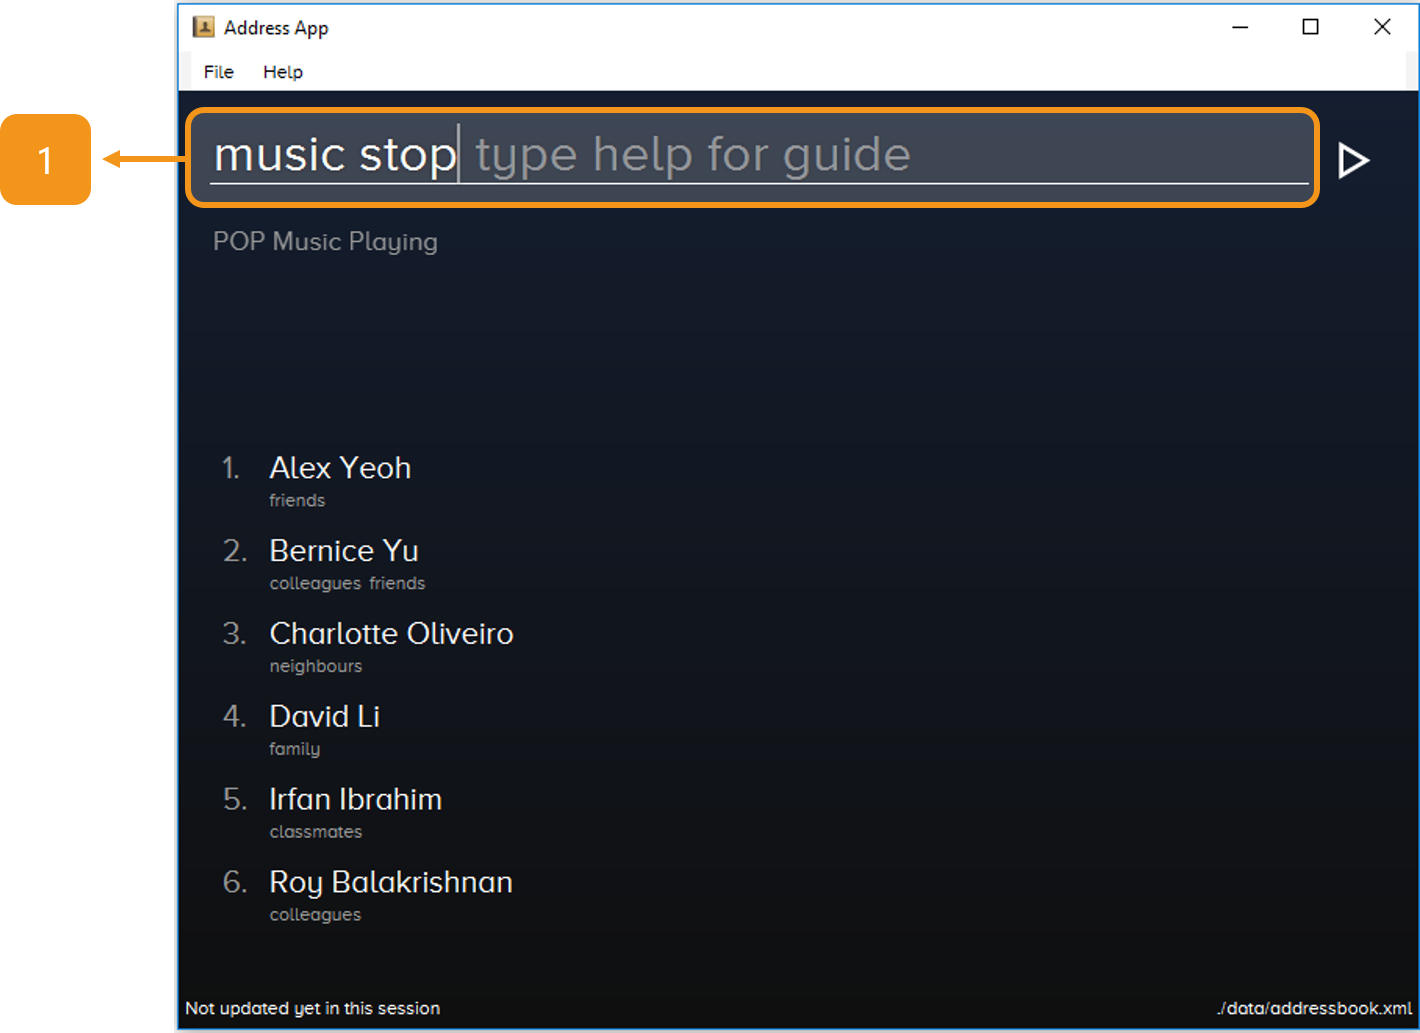 Address App
File Help
1
music stop type help for guide
POP Music Playing
1. Alex Yeoh
friends
2. Bernice Yu
colleagues friends
3. Charlotte Oliveiro
neighbours
4. David Li
family
5. Irfan Ibrahim
classmates
6. Roy Balakrishnan
colleagues
Not updated yet in this session ./data/addressbook.xml